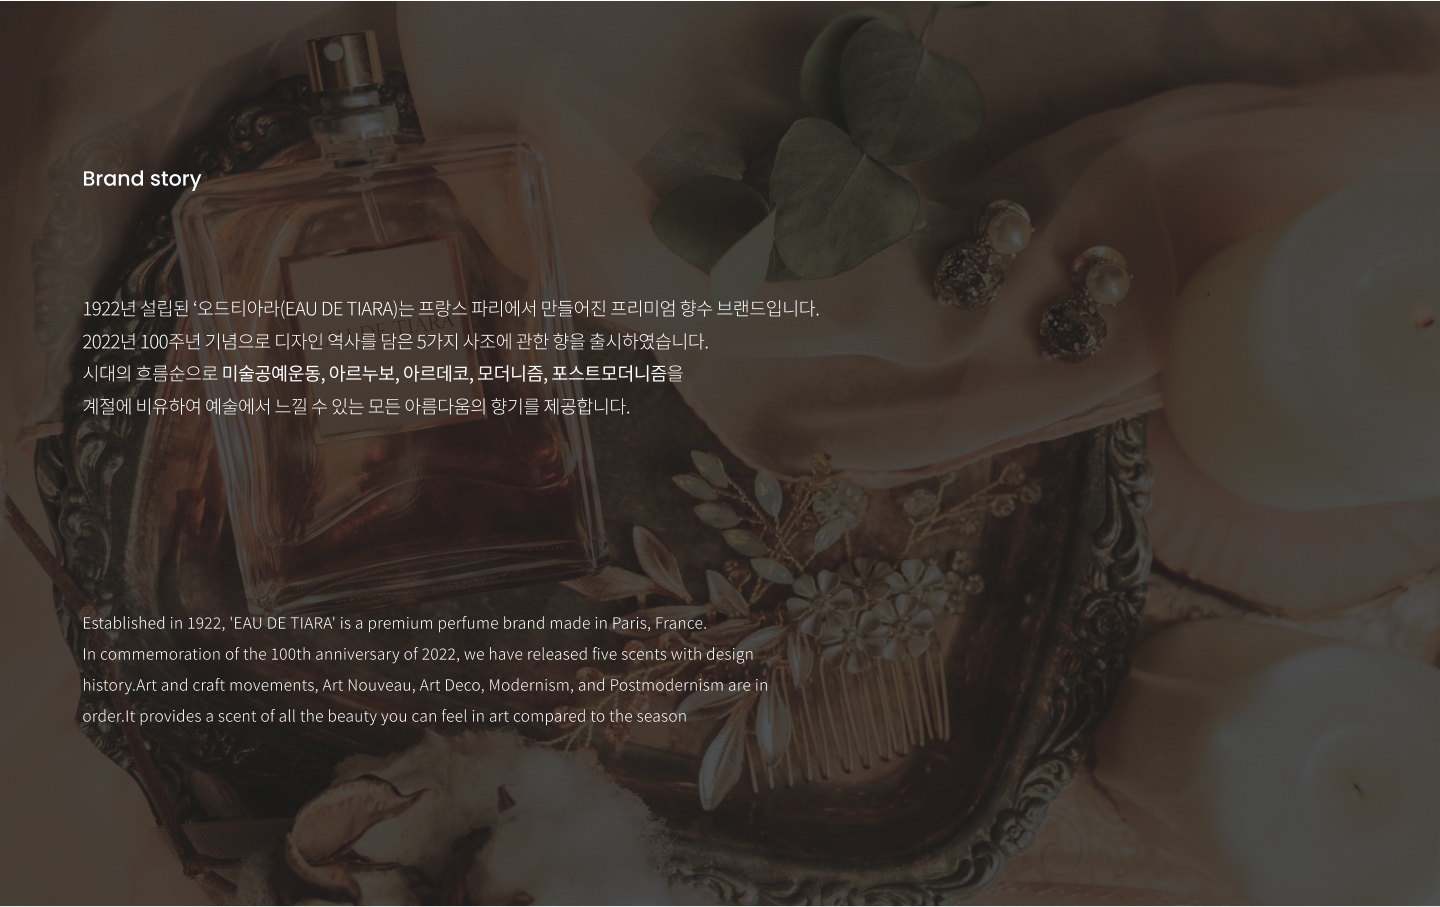 Brand story
1922년 설립된 ‘오드티아라(EAU DE TIARA)는 프랑스 파리에서 만들어진 프리미엄 향수 브랜드입니다.
2022년 100주년 기념으로 디자인 역사를 담은 5가지 사조에 관한 향을 출시하였습니다.
시대의 흐름순으로 미술공예운동, 아르누보, 아르데코, 모더니즘, 포스트모더니즘을
계절에 비유하여 예술에서 느낄 수 있는 모든 아름다움의 향기를 제공합니다.
DE TIARA
Established in 1922, 'EAU DE TIARA' is a premium perfume brand made in Paris, France.
In commemoration of the 100th anniversary of 2022, we have released five scents with design
history.Art and craft movements, Art Nouveau, Art Deco, Modernism, and Postmodernism are in
order.It provides a scent of all the beauty you can feel in art compared to the season